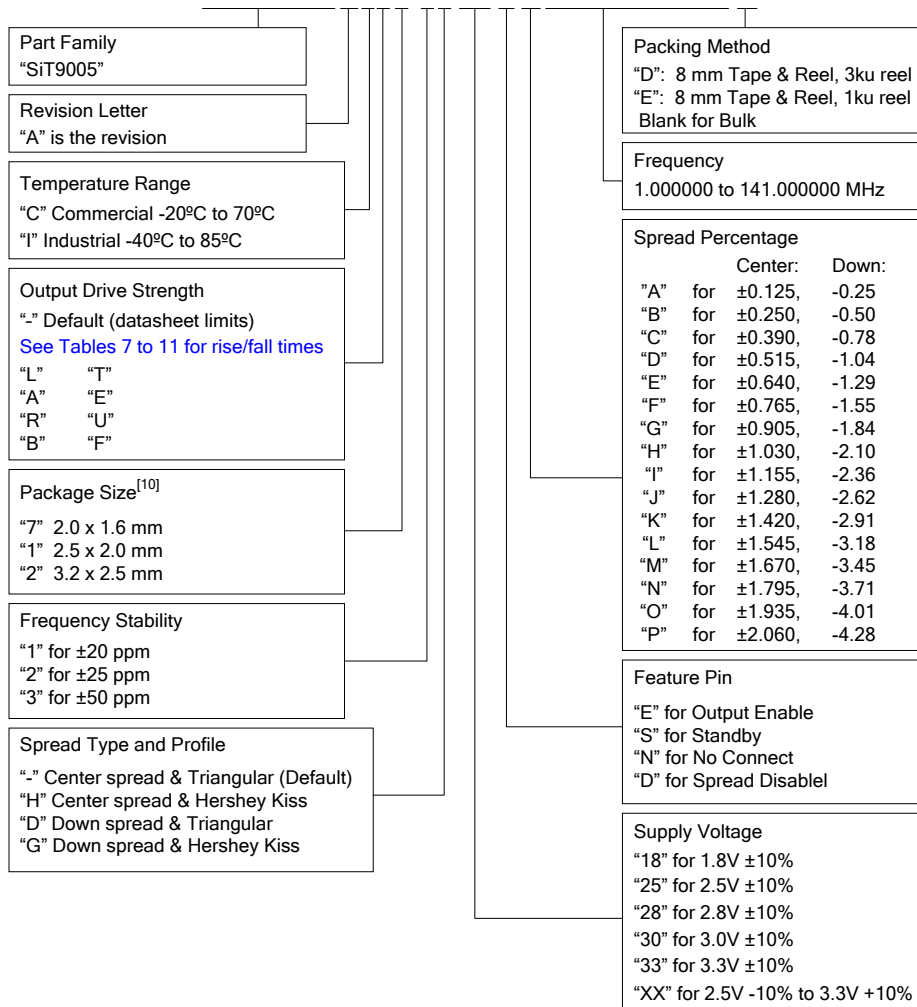 Part Family
“SiT9005”
Revision Letter
“A” is the revision
Temperature Range
“C” Commercial -20ºC to 70ºC
“I” Industrial -40ºC to 85ºC
Output Drive Strength
“-” Default (datasheet limits)
See Tables 7 to 11 for rise/fall times
“L” “T”
“A” “E”
“R” “U”
“B” “F”
Package Size[10]
“7” 2.0 x 1.6 mm
“1” 2.5 x 2.0 mm
“2” 3.2 x 2.5 mm
Frequency Stability
“1” for ±20 ppm
“2” for ±25 ppm
“3” for ±50 ppm
Spread Type and Profile
“-” Center spread & Triangular (Default)
“H” Center spread & Hershey Kiss
“D” Down spread & Triangular
“G” Down spread & Hershey Kiss
Packing Method
“D”: 8 mm Tape & Reel, 3ku reel
“E”: 8 mm Tape & Reel, 1ku reel
Blank for Bulk
Frequency
1.000000 to 141.000000 MHz
Spread Percentage
Center: Down:
“A” for ±0.125, -0.25
“B” for ±0.250, -0.50
“C” for ±0.390, -0.78
“D” for ±0.515, -1.04
“E” for ±0.640, -1.29
“F” for ±0.765, -1.55
“G” for ±0.905, -1.84
“H” for ±1.030, -2.10
“I” for ±1.155, -2.36
“J” for ±1.280, -2.62
“K” for ±1.420, -2.91
“L” for ±1.545, -3.18
“M” for ±1.670, -3.45
“N” for ±1.795, -3.71
“O” for ±1.935, -4.01
“P” for ±2.060, -4.28
Feature Pin
“E” for Output Enable
“S” for Standby
“N” for No Connect
“D” for Spread Disablel
Supply Voltage
“18” for 1.8V ±10%
“25” for 2.5V ±10%
“28” for 2.8V ±10%
“30” for 3.0V ±10%
“33” for 3.3V ±10%
“XX” for 2.5V -10% to 3.3V +10%